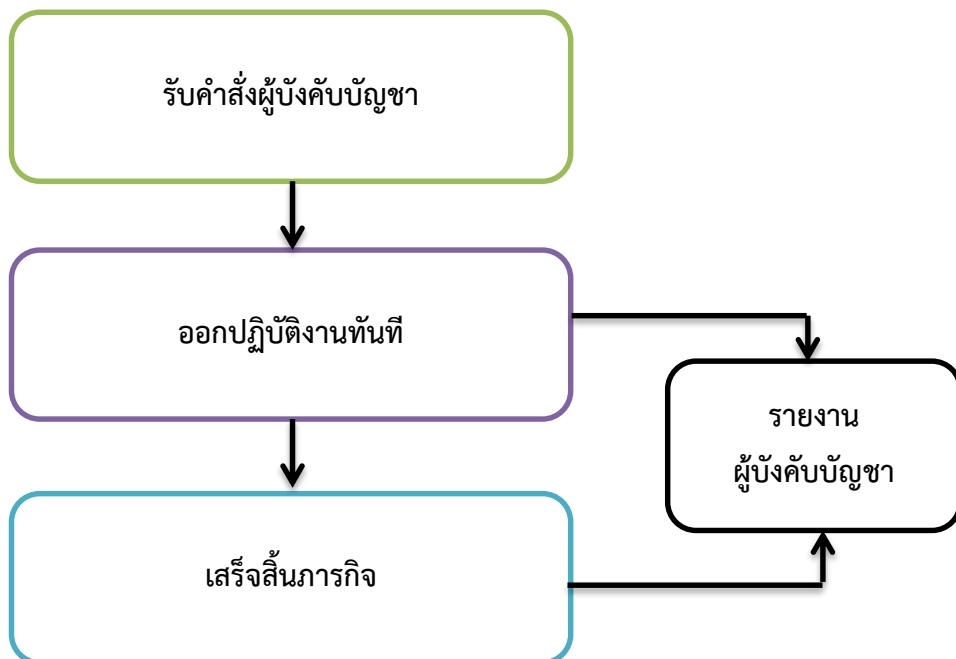 รับคำสั่งผู้บังคับบัญชา
ออกปฏิบัติงานทันที
รายงาน
ผู้บังคับบัญชา
เสร็จสิ้นภารกิจ